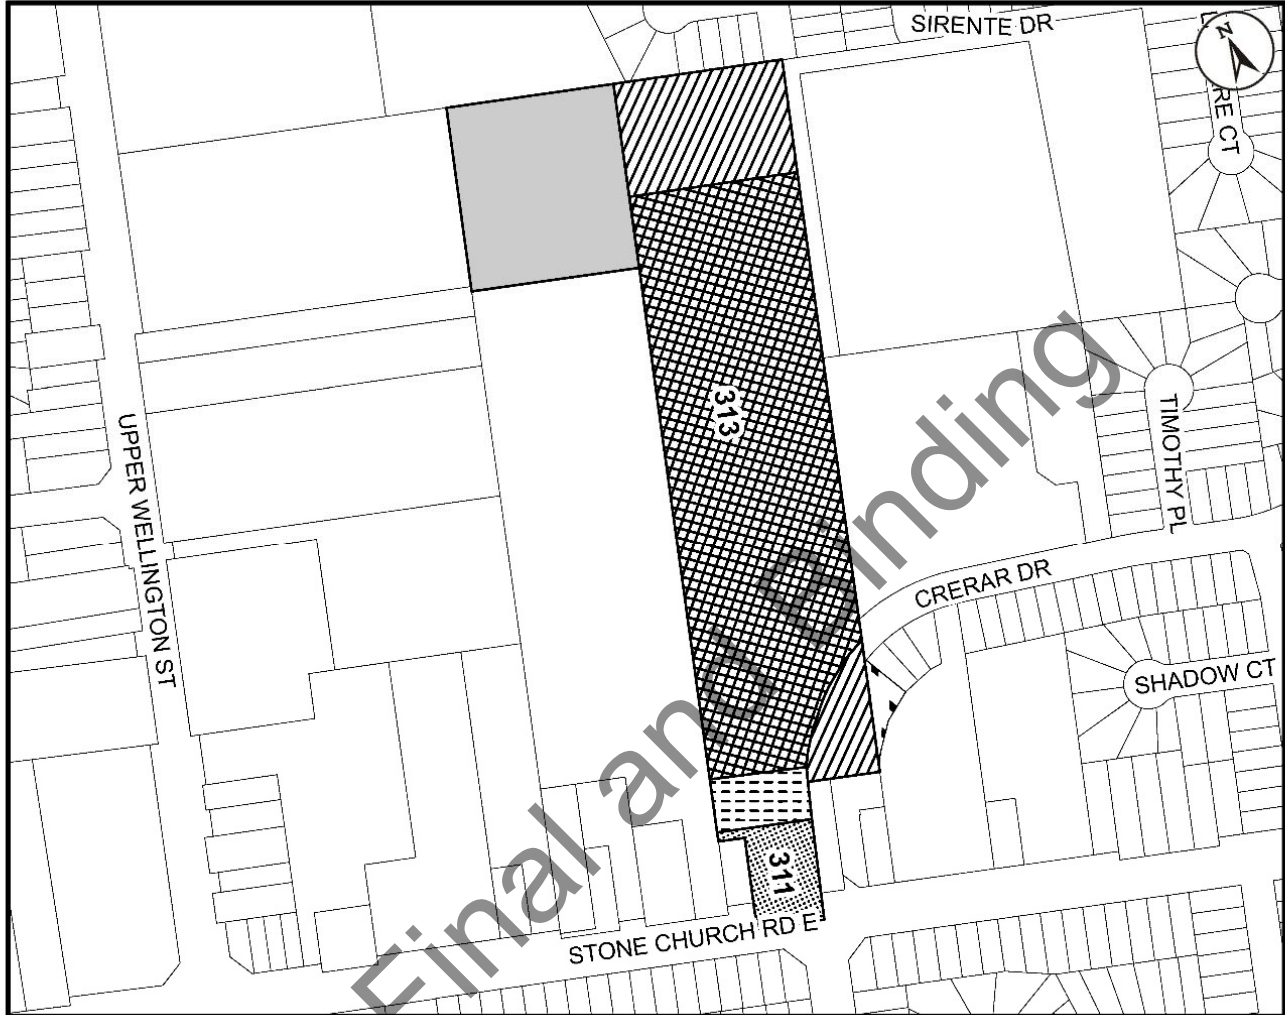 SIRENTE DR
N
RE CT
313
UPPER WELLINGTON ST
TIMOTHY PL
CRERAR DR
SHADOW CT
311
STONE CHURCH RD E
Final and Binding